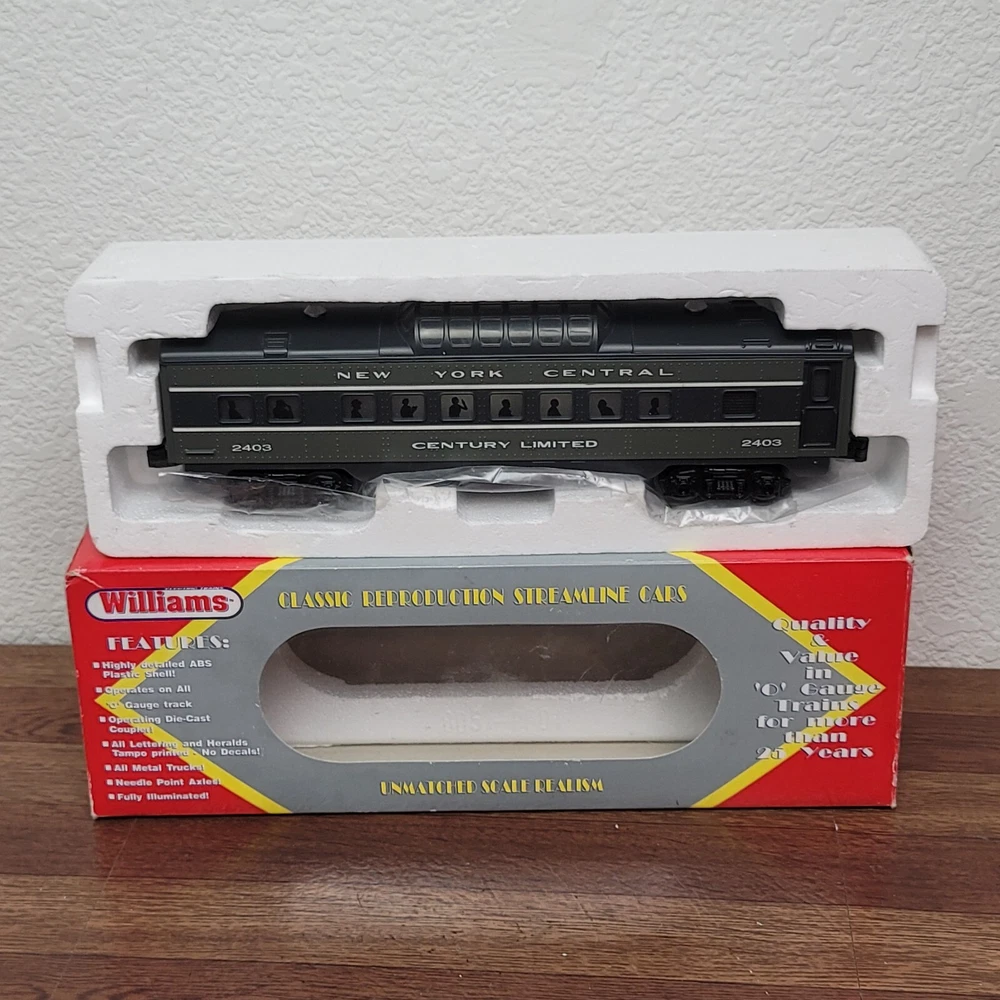 NEW YORK CENTRAL
2403 CENTURY LIMITED 2403
Williams
CLASSIC REPRODUCTION STREAMLINE CARS
FEATURES:
■ Highly detailed ABS
Plastic Shell!
■ Operates on All
'O' Gauge track
■ Operating Die-Cast
Coupler!
■ All Lettering and Heralds
Tampo printed - No Decals!
■ All Metal Trucks!
■ Needle Point Axles!
■ Fully Illuminated!
UNMATCHED SCALE REALISM
Quality
&
Value
in
'O' Gauge
Trains
for more
than
25 Years